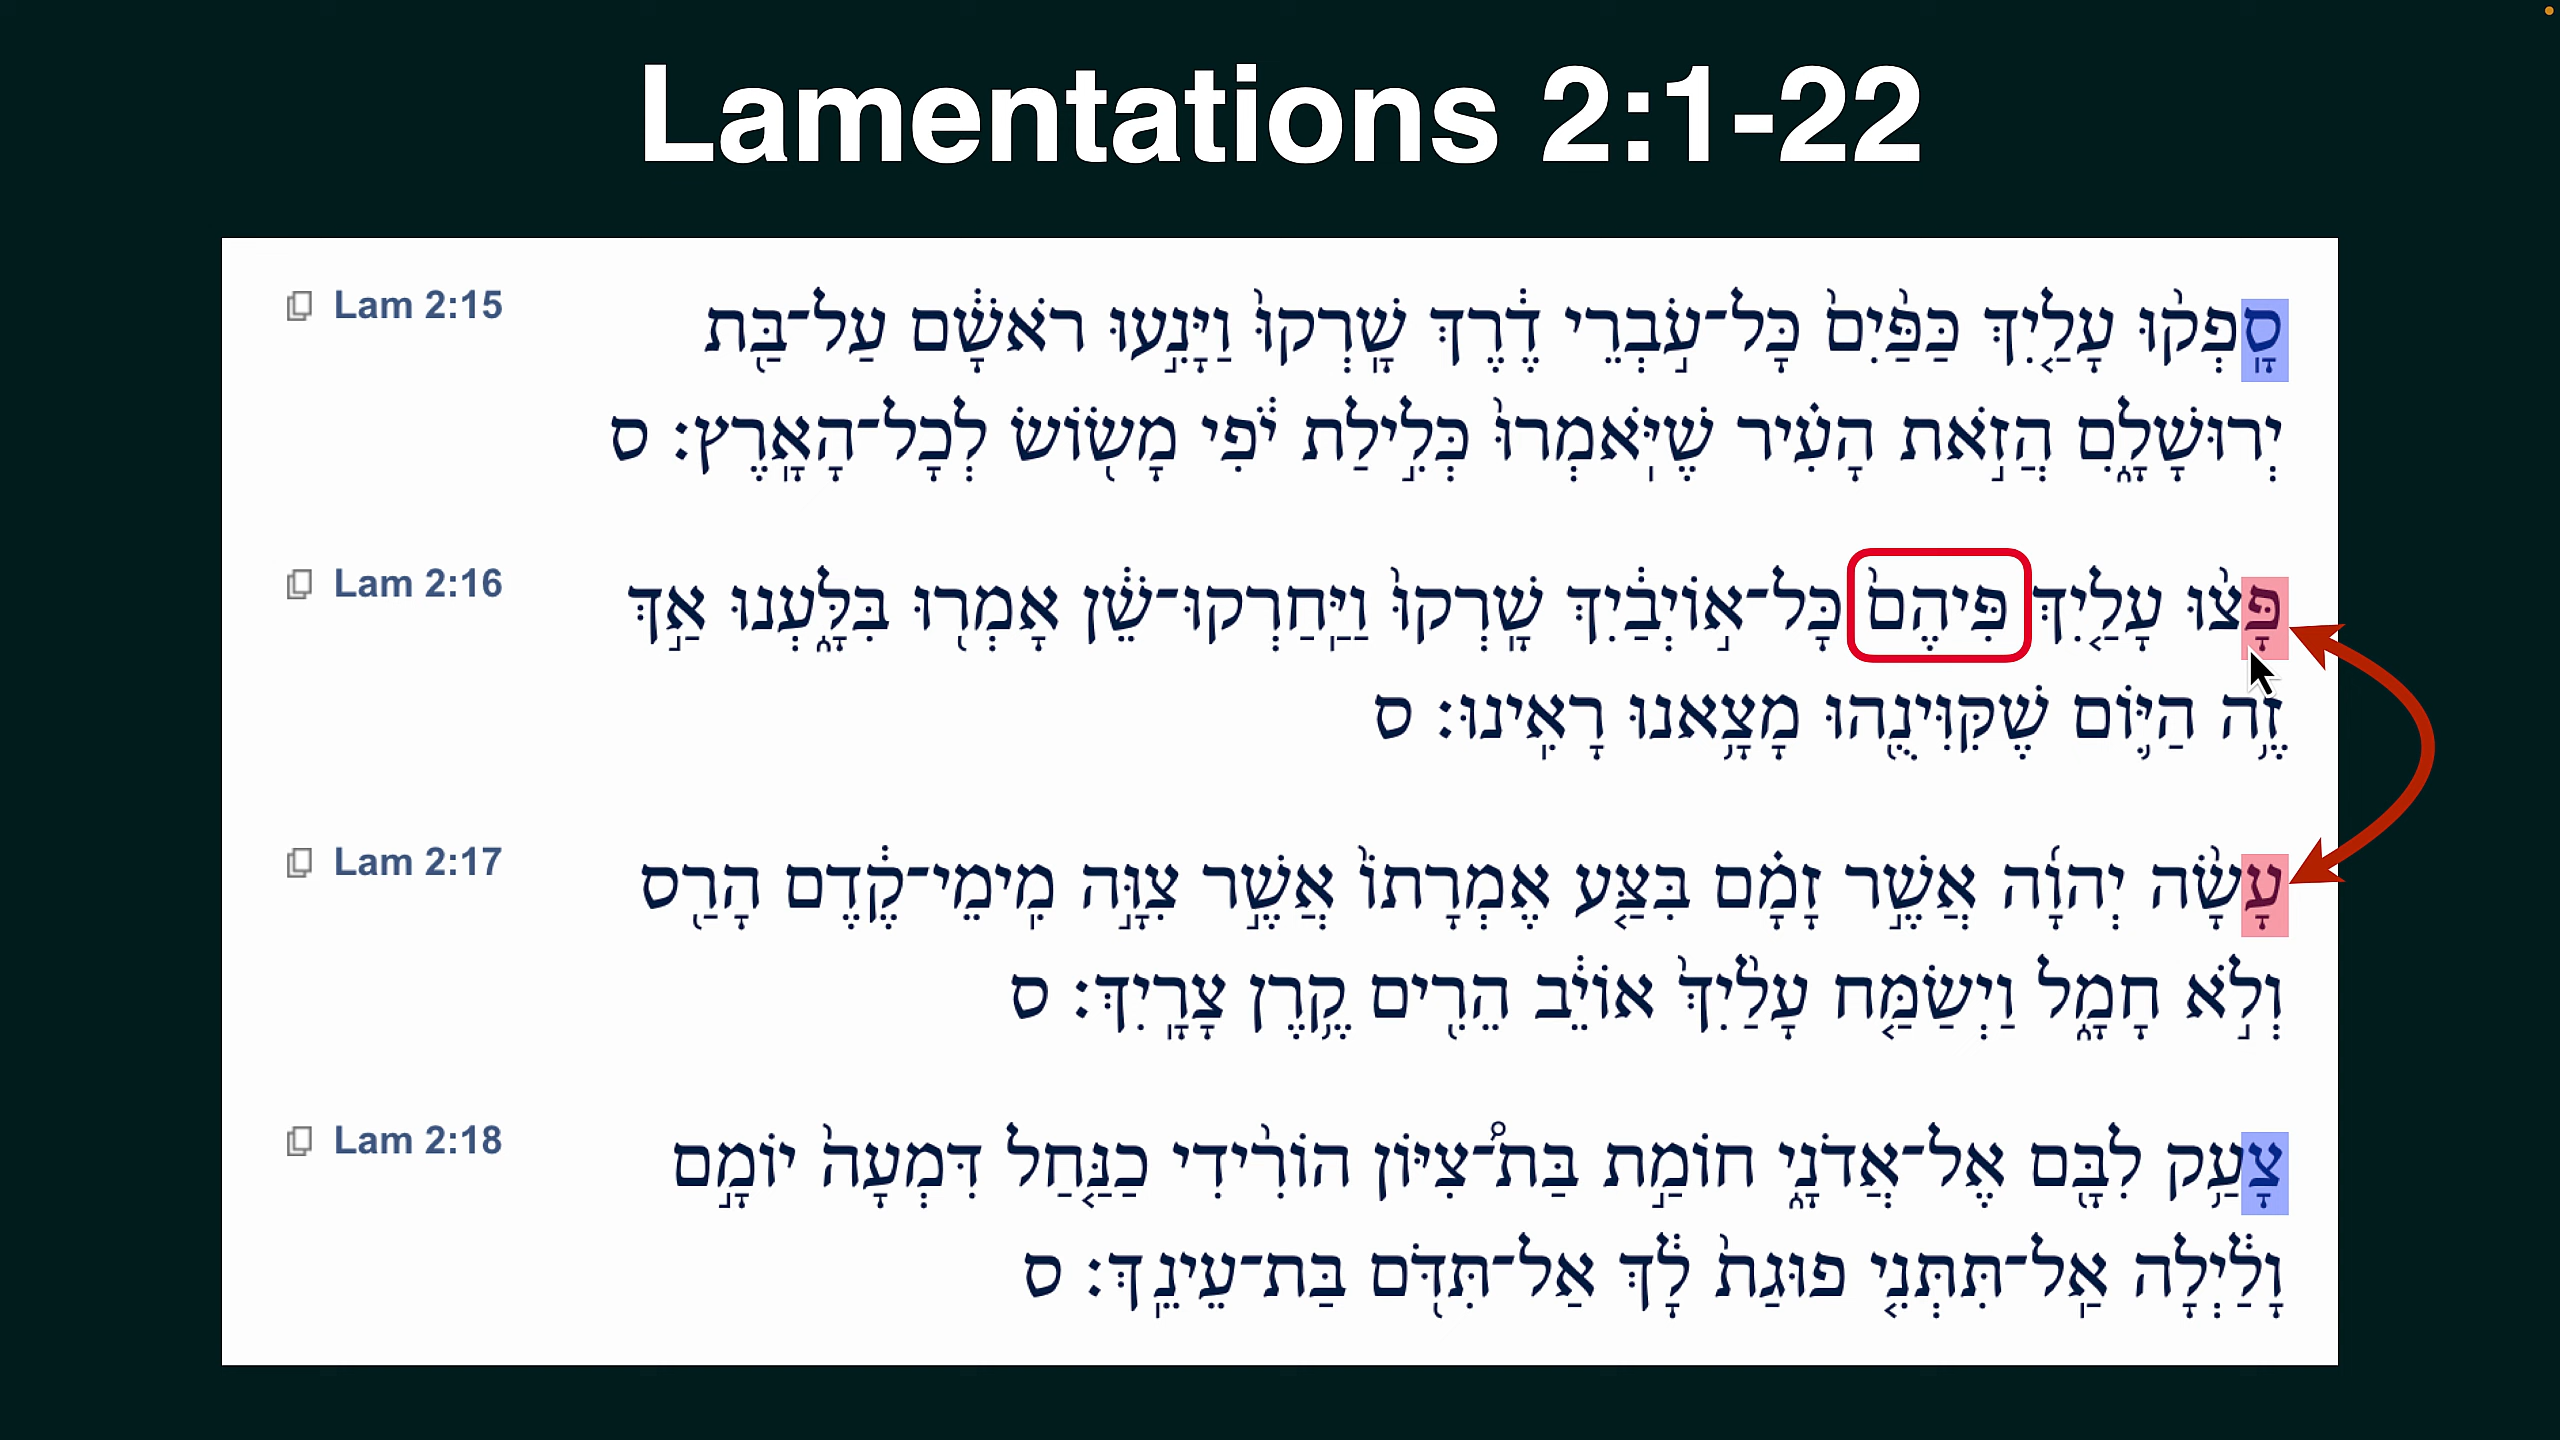 Lamentations 2:1-22
Lam 2:15 סָֽפְק֨וּ עָלַ֤יִךְ כַּפַּ֙יִם֙ כָּל־עֹ֣בְרֵי דֶ֔רֶךְ שָֽׁרְקוּ֙ וַיָּנִ֣עוּ רֹאשָׁ֔ם עַל־בַּ֖ת
יְרוּשָׁלִָ֑ם הֲזֹ֣את הָעִ֗יר שֶׁיֹּֽאמְרוּ֙ כְּלִ֣ילַת יֹ֔פִי מָשׂ֖וֹשׂ לְכָל־הָאָֽרֶץ׃ ס
Lam 2:16 פָּצ֨וּ עָלַ֤יִךְ פִּיהֶם֙ כָּל־א֣וֹיְבַ֔יִךְ שָֽׁרְקוּ֙ וַיַּֽחַרְקוּ־שֵׁ֔ן אָמְר֖וּ בִּלָּ֑עְנוּ אַ֣ךְ
זֶ֥ה הַיּ֛וֹם שֶׁקִּוִּינֻ֖הוּ מָצָ֥אנוּ רָאִֽינוּ׃ ס
Lam 2:17 עָשָׂ֨ה יְהוָ֜ה אֲשֶׁ֣ר זָמָ֗ם בִּצַּ֤ע אֶמְרָתוֹ֙ אֲשֶׁ֣ר צִוָּ֣ה מִֽימֵי־קֶ֔דֶם הָרַ֖ס
וְלֹ֣א חָמָ֑ל וַיְשַׂמַּ֤ח עָלַ֙יִךְ֙ אוֹיֵ֔ב הֵרִ֖ים קֶ֥רֶן צָרָֽיִךְ׃ ס
Lam 2:18 צָעַ֥ק לִבָּ֖ם אֶל־אֲדֹנָ֑י חוֹמַ֣ת בַּת־֠צִיּוֹן הוֹרִ֨ידִי כַנַּ֤חַל דִּמְעָה֙ יוֹמָ֣ם
וָלַ֔יְלָה אַֽל־תִּתְּנִ֤י פוּגַת֙ לָ֔ךְ אַל־תִּדֹּ֖ם בַּת־עֵינֵֽךְ׃ ס